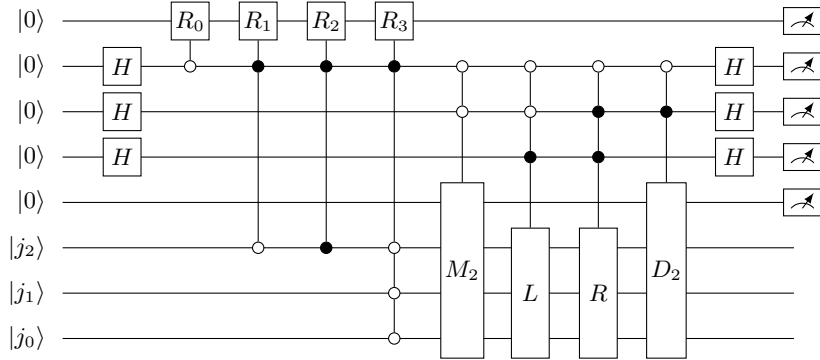 |0⟩ R₀ R₁ R₂ R₃
|0⟩ H H
|0⟩ H H
|0⟩ H H
|0⟩
|j₂⟩
|j₁⟩ M₂ L R D₂
|j₀⟩